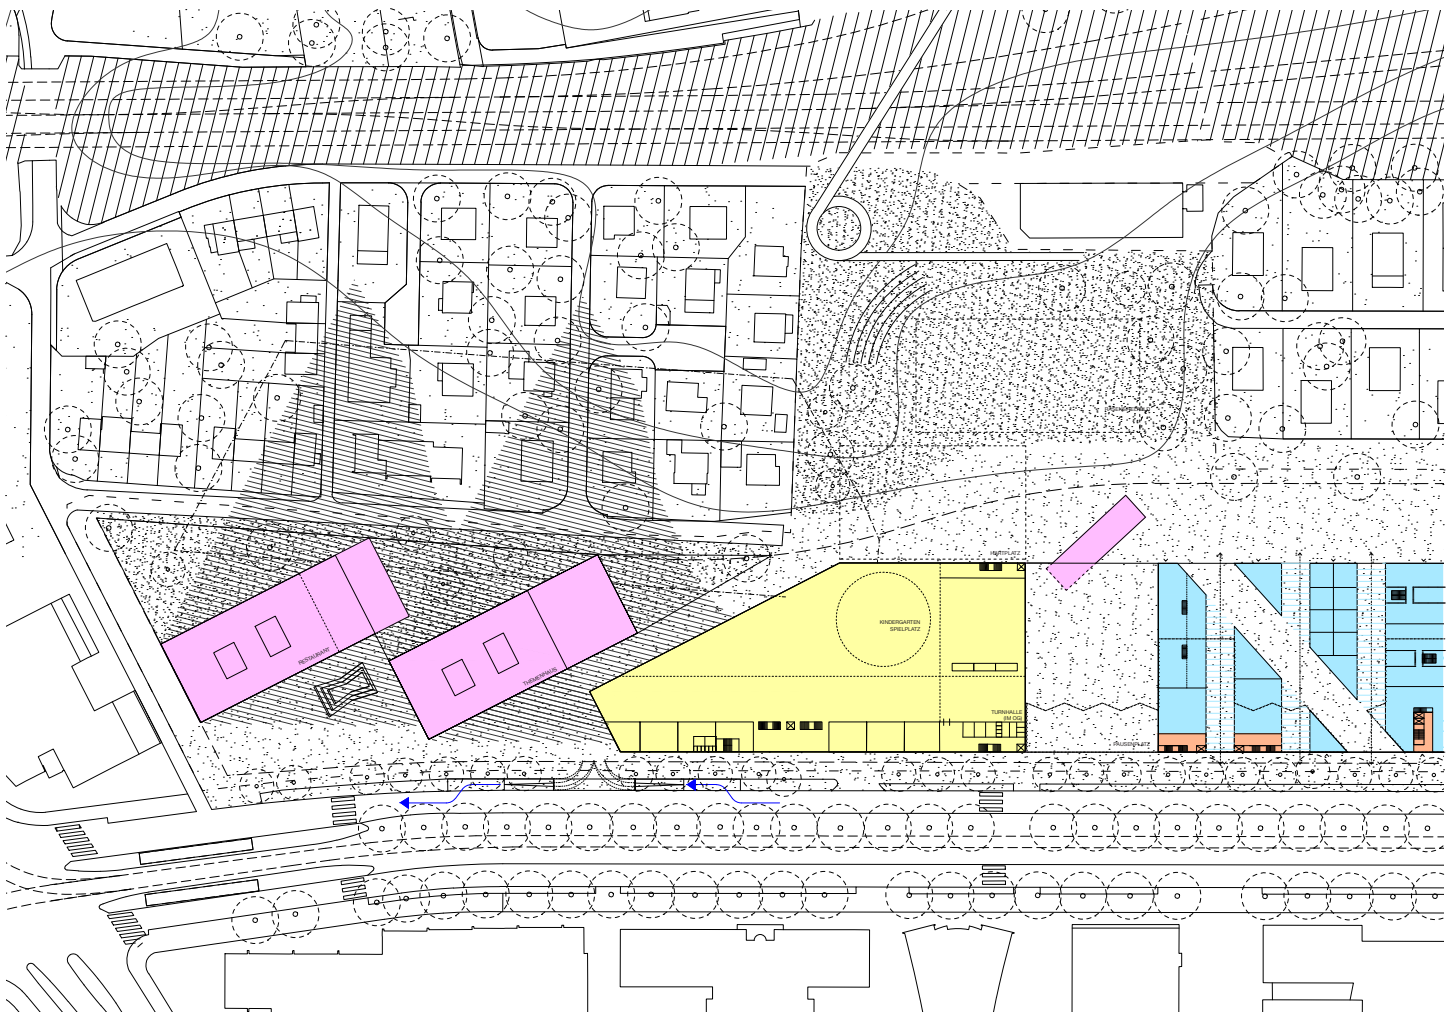 HARTPLATZ
KINDERGARTEN
SPIELPLATZ
RESTAURANT
THEMENHAUS
TURNHALLE
(IM OG)
PAUSENPLATZ